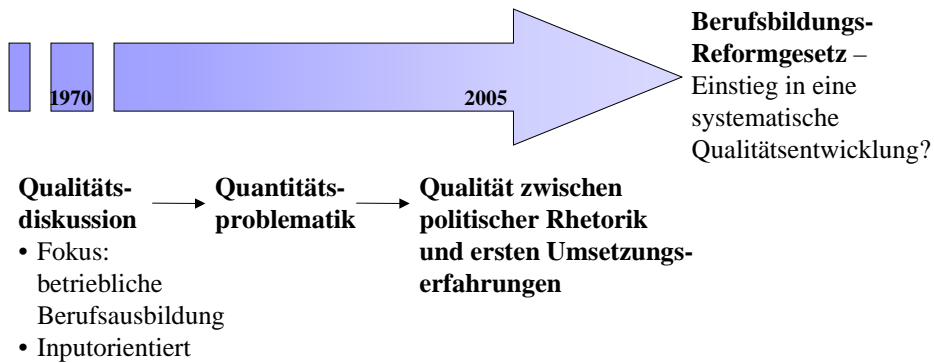 Berufsbildungs-
Reformgesetz –
Einstieg in eine
systematische
Qualitätsentwicklung?
1970
2005
Qualitäts-
diskussion
• Fokus:
betriebliche
Berufsausbildung
• Inputorientiert
Quantitäts-
problematik
Qualität zwischen
politischer Rhetorik
und ersten Umsetzungs-
erfahrungen